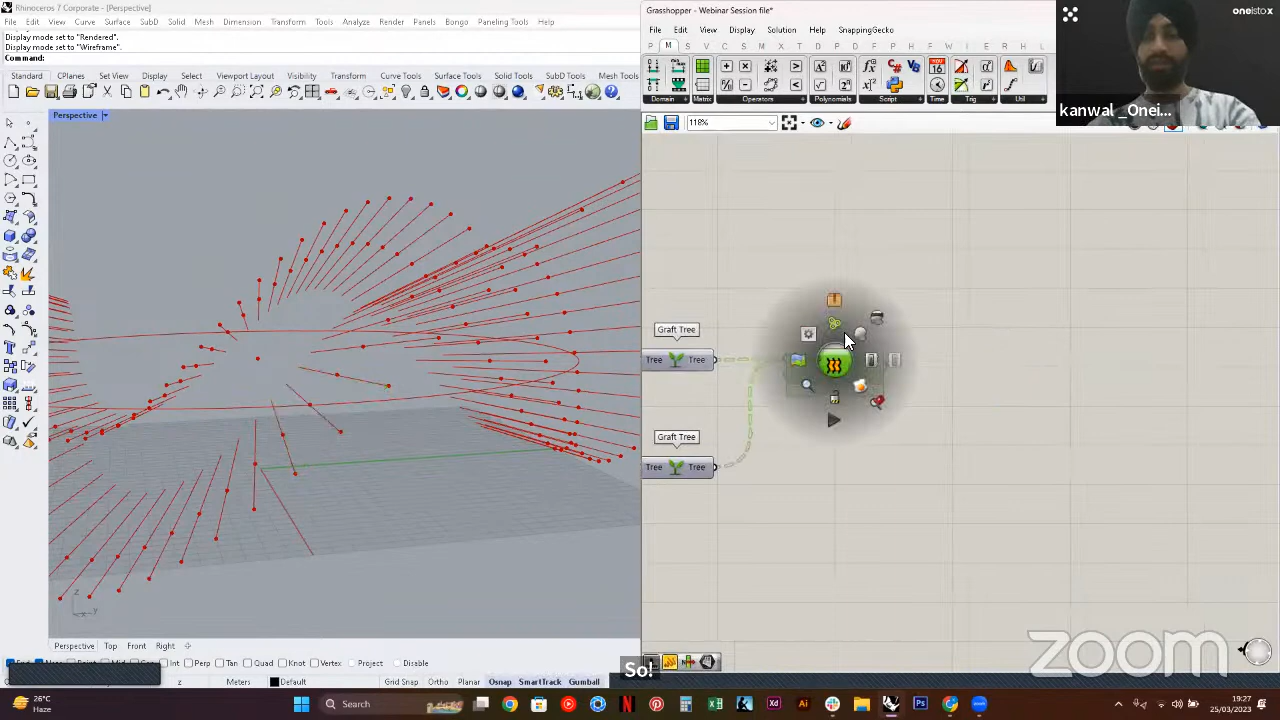 Rhinoceros 7 Corporate - [Perspective]
File Edit View Curve Surface SubD Solid Mesh Dimension Transform Tools Analyze Render Panels Bongo Paneling Tools
Display mode set to "Rendered".
Display mode set to "Wireframe".
Command:
Standard CPlanes Set View Display Select Viewport Layout Visibility Transform Curve Tools Surface Tools Solid Tools SubD Tools Mesh Tools
Perspective
z
y
Perspective Top Front Right
Int Perp Tan Quad Knot Vertex Project Disable
z Meters Default Grid Snap Ortho Planar Osnap SmartTrack Gumball
Grasshopper - Webinar Session file*
File Edit View Display Solution Help SnappingGecko
P M S V C S
Domain Matrix Operators Polynomials Script Time Trig Util
118%
Graft Tree
Tree Tree
Graft Tree
Tree Tree
oneistox
kanwal _Onei...
So!
zoom
26°C
Haze
Search
19:27
25/03/2023